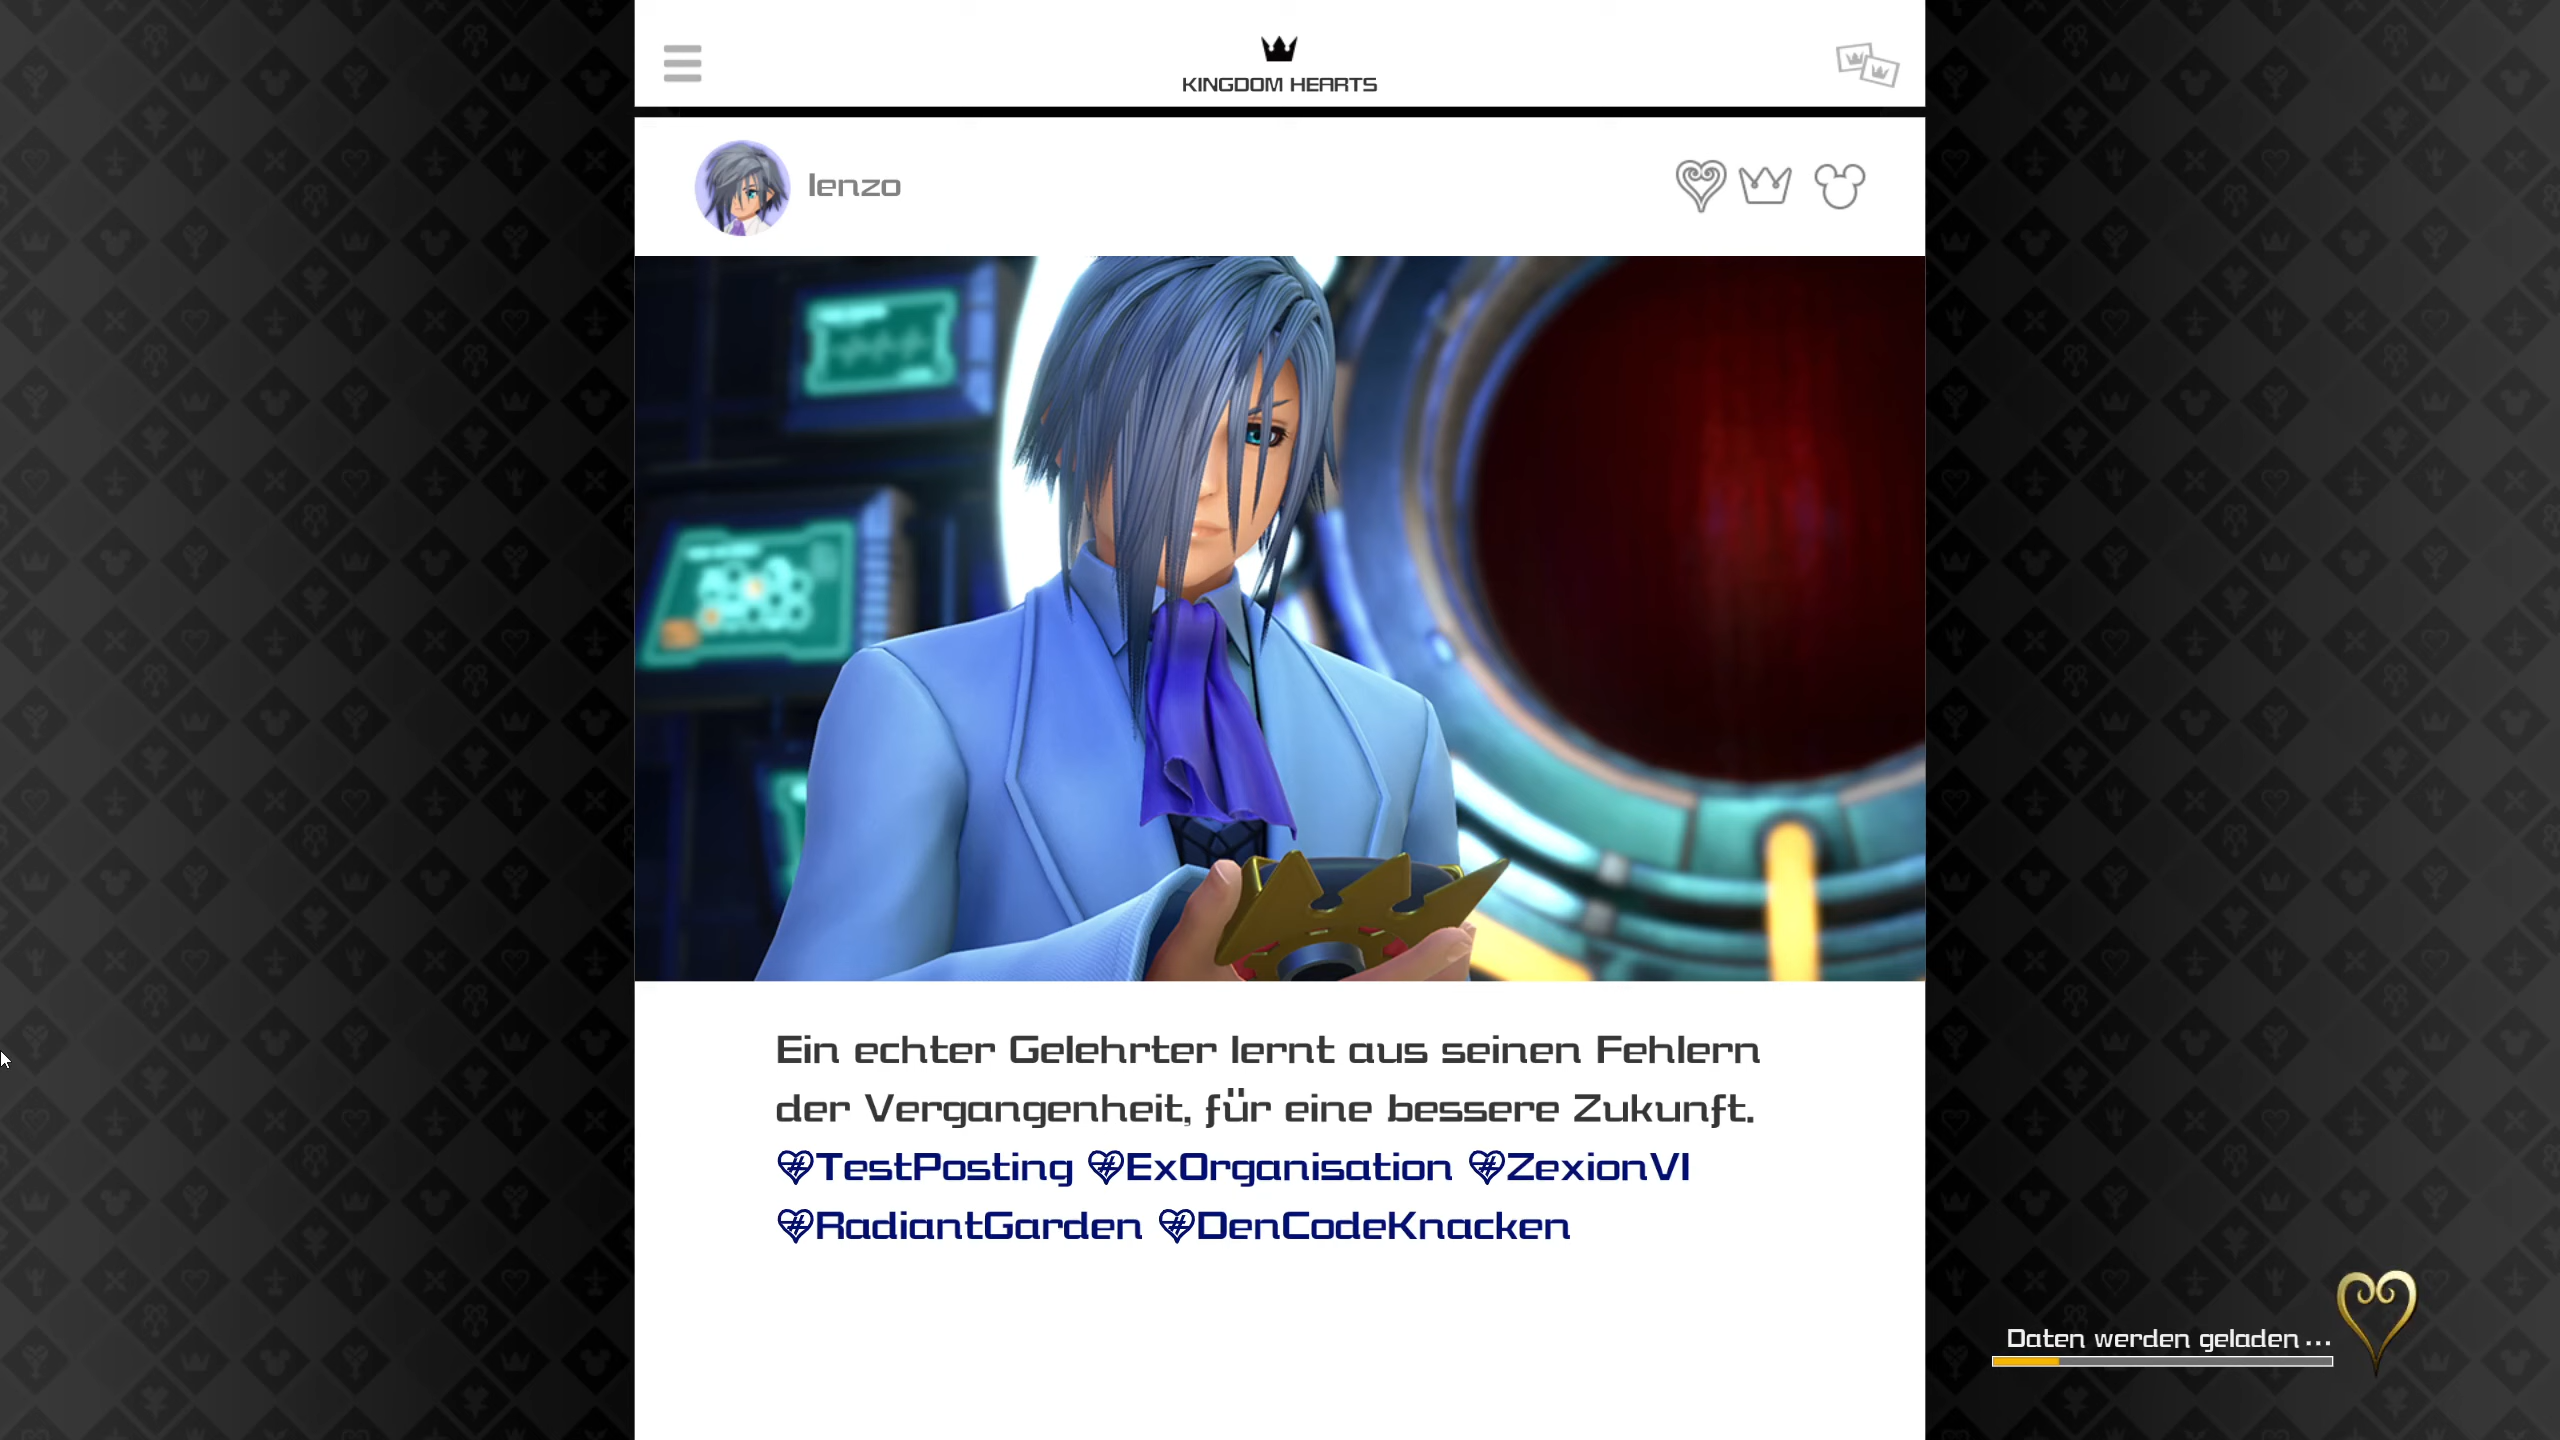 KINGDOM HEARTS
Ienzo
Ein echter Gelehrter lernt aus seinen Fehlern
der Vergangenheit, für eine bessere Zukunft.
#TestPosting #ExOrganisation #ZexionVI
#RadiantGarden #DenCodeKnacken
Daten werden geladen...